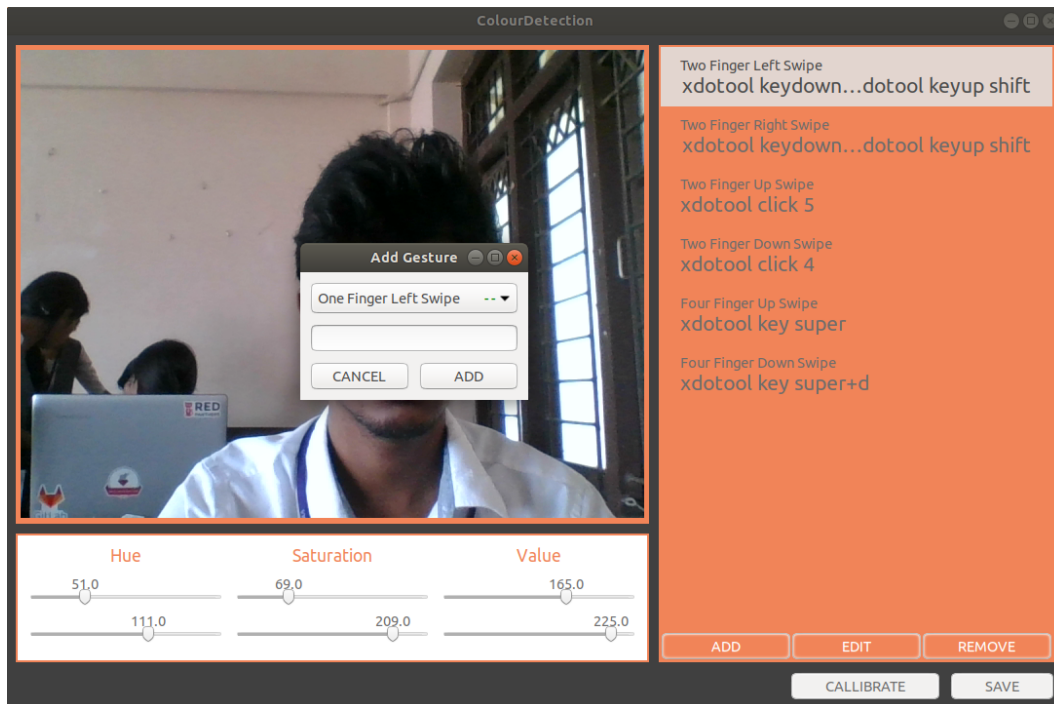 ColourDetection
Two Finger Left Swipe
xdotool keydown…dotool keyup shift
Two Finger Right Swipe
xdotool keydown…dotool keyup shift
Two Finger Up Swipe
xdotool click 5
Two Finger Down Swipe
xdotool click 4
Four Finger Up Swipe
xdotool key super
Four Finger Down Swipe
xdotool key super+d
Add Gesture
One Finger Left Swipe --
CANCEL ADD
RED
Hue Saturation Value
51.0 69.0 165.0
111.0 209.0 225.0
ADD EDIT REMOVE
CALLIBRATE SAVE